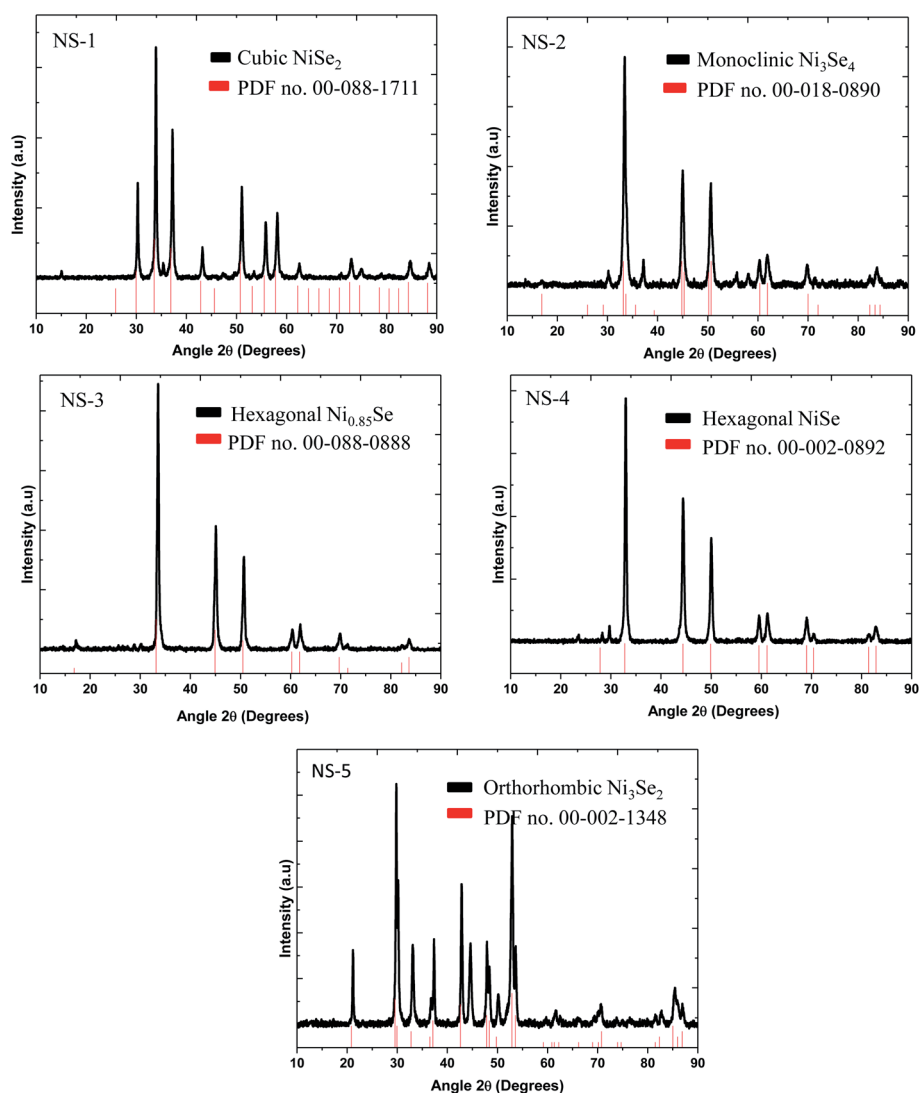 NS-1
Cubic NiSe₂
PDF no. 00-088-1711
Intensity (a.u)
10 20 30 40 50 60 70 80 90
Angle 2θ (Degrees)
NS-2
Monoclinic Ni₃Se₄
PDF no. 00-018-0890
Intensity (a.u)
10 20 30 40 50 60 70 80 90
Angle 2θ (Degrees)
NS-3
Hexagonal Ni₀.₈₅Se
PDF no. 00-088-0888
Intensity (a.u)
10 20 30 40 50 60 70 80 90
Angle 2θ (Degrees)
NS-4
Hexagonal NiSe
PDF no. 00-002-0892
Intensity (a.u)
10 20 30 40 50 60 70 80 90
Angle 2θ (Degrees)
NS-5
Orthorhombic Ni₃Se₂
PDF no. 00-002-1348
Intensity (a.u)
10 20 30 40 50 60 70 80 90
Angle 2θ (Degrees)